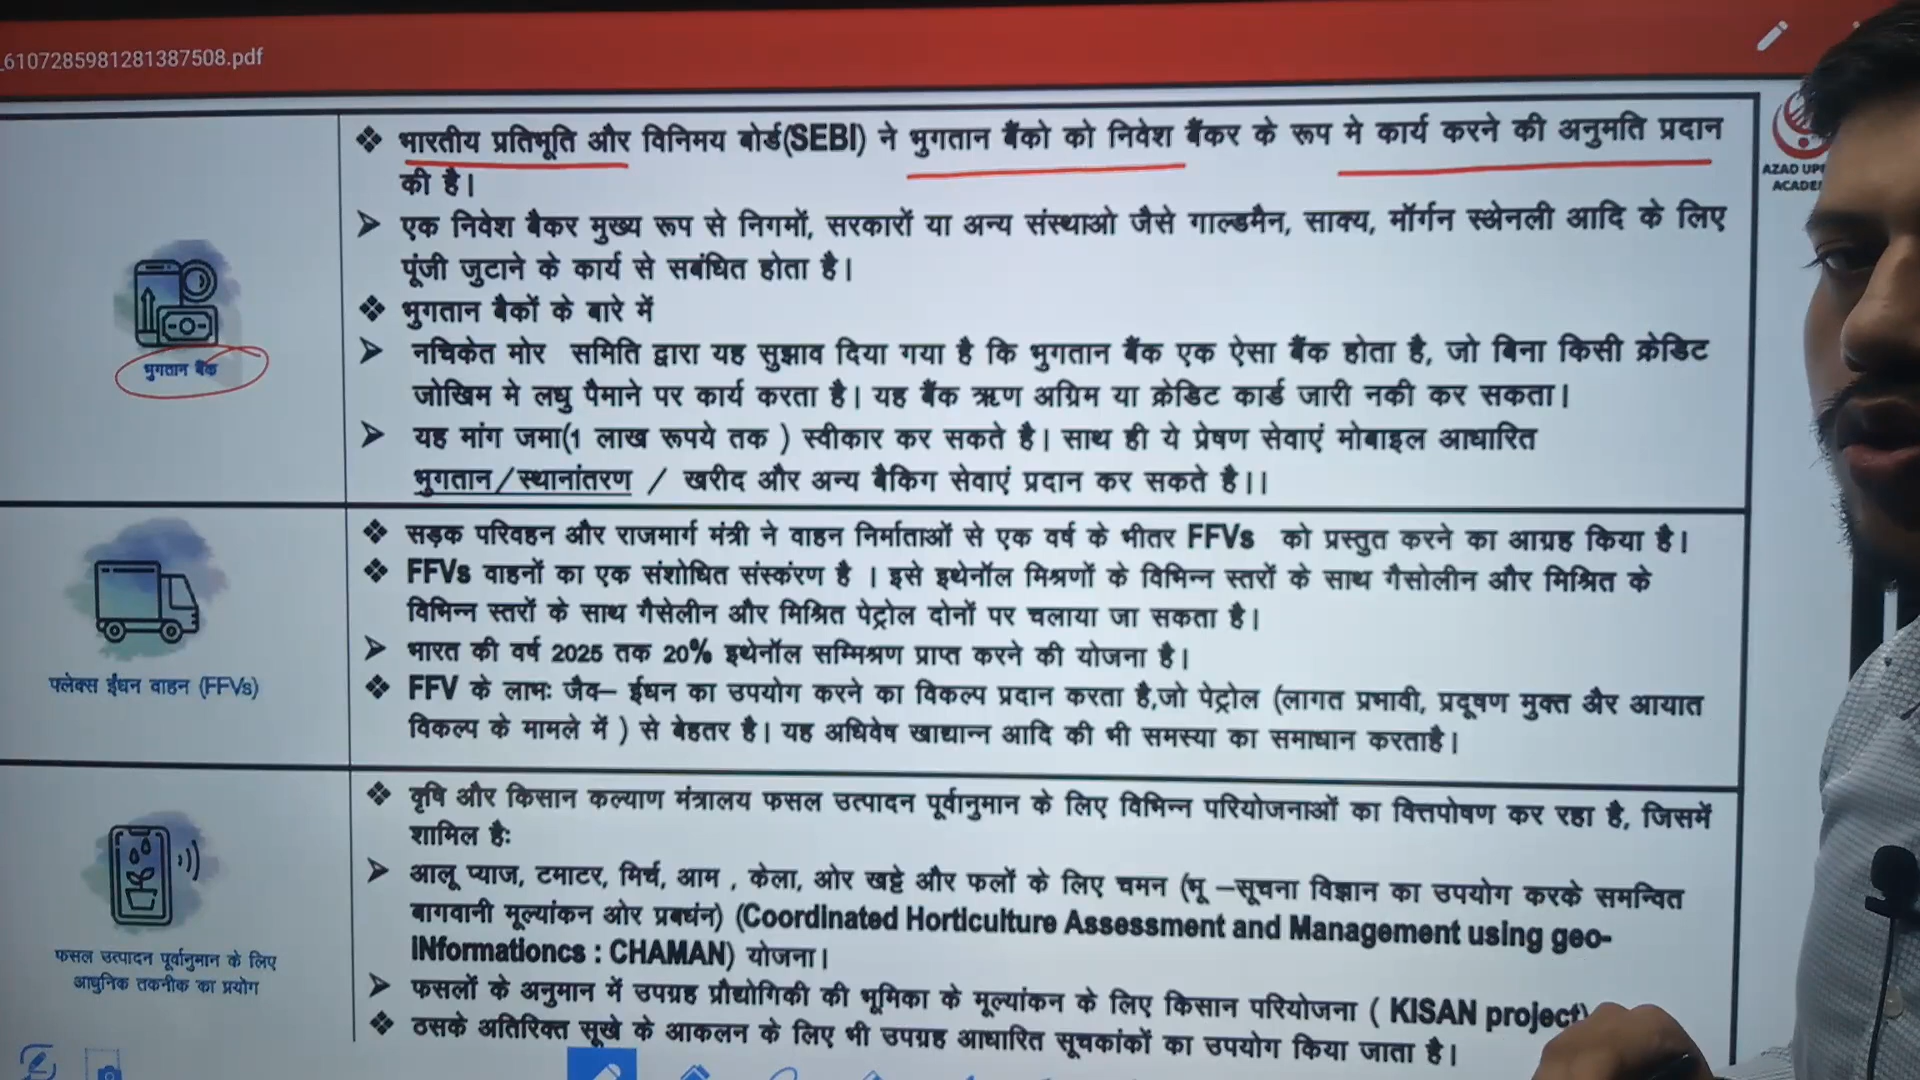 _6107285981281387508.pdf
❖ भारतीय प्रतिभूति और विनिमय बोर्ड(SEBI) ने भुगतान बैंको को निवेश बैंकर के रूप मे कार्य करने की अनुमति प्रदान
की है।
➤ एक निवेश बैकर मुख्य रूप से निगमों, सरकारों या अन्य संस्थाओ जैसे गाल्डमैन, साक्य, मॉर्गन स्अेनली आदि के लिए
पूंजी जुटाने के कार्य से सबंधित होता है।
❖ भुगतान बैकों के बारे में
➤ नचिकेत मोर समिति द्वारा यह सुझाव दिया गया है कि भुगतान बैंक एक ऐसा बैंक होता है, जो बिना किसी क्रेडिट
जोखिम मे लधु पैमाने पर कार्य करता है। यह बैंक ऋण अग्रिम या क्रेडिट कार्ड जारी नकी कर सकता।
➤ यह मांग जमा(1 लाख रूपये तक ) स्वीकार कर सकते है। साथ ही ये प्रेषण सेवाएं मोबाइल आधारित
भुगतान/स्थानांतरण / खरीद और अन्य बैकिग सेवाएं प्रदान कर सकते है।।
भुगतान बैंक
❖ सड़क परिवहन और राजमार्ग मंत्री ने वाहन निर्माताओं से एक वर्ष के भीतर FFVs को प्रस्तुत करने का आग्रह किया है।
❖ FFVs वाहनों का एक संशोधित संस्करंण है । इसे इथेनॉल मिश्रणों के विभिन्न स्तरों के साथ गैसोलीन और मिश्रित के
विभिन्न स्तरों के साथ गैसेलीन और मिश्रित पेट्रोल दोनों पर चलाया जा सकता है।
➤ भारत की वर्ष 2025 तक 20% इथेनॉल सम्मिश्रण प्राप्त करने की योजना है।
❖ FFV के लाभः जैव– ईधन का उपयोग करने का विकल्प प्रदान करता है,जो पेट्रोल (लागत प्रभावी, प्रदूषण मुक्त अैर आयात
विकल्प के मामले में ) से बेहतर है। यह अधिवेष खाद्यान्न आदि की भी समस्या का समाधान करताहै।
फ्लेक्स ईंधन वाहन (FFVs)
❖ कृषि और किसान कल्याण मंत्रालय फसल उत्पादन पूर्वानुमान के लिए विभिन्न परियोजनाओं का वित्तपोषण कर रहा है, जिसमें
शामिल हैः
➤ आलू प्याज, टमाटर, मिर्च, आम , केला, ओर खट्टे और फलों के लिए चमन (भू –सूचना विज्ञान का उपयोग करके समन्वित
बागवानी मूल्यांकन ओर प्रबधंन) (Coordinated Horticulture Assessment and Management using geo-
iNformationcs : CHAMAN) योजना।
➤ फसलों के अनुमान में उपग्रह प्रौद्योगिकी की भूमिका के मूल्यांकन के लिए किसान परियोजना ( KISAN project)
❖ ठसके अतिरिक्त सूखे के आकलन के लिए भी उपग्रह आधारित सूचकांकों का उपयोग किया जाता है।
फसल उत्पादन पूर्वानुमान के लिए
आधुनिक तकनीक का प्रयोग
AZAD